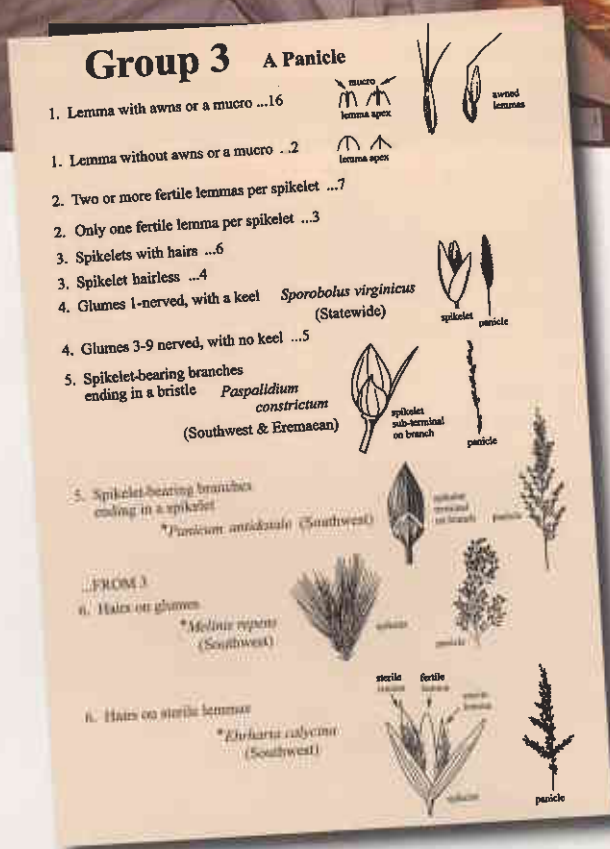 Group 3 A Panicle
1. Lemma with awns or a mucro ...16
mucro
lemma apex
awned
lemmas
1. Lemma without awns or a mucro ...2
lemma apex
2. Two or more fertile lemmas per spikelet ...7
2. Only one fertile lemma per spikelet ...3
3. Spikelets with hairs ...6
3. Spikelet hairless ...4
4. Glumes 1-nerved, with a keel Sporobolus virginicus
(Statewide)
spikelet
panicle
4. Glumes 3-9 nerved, with no keel ...5
5. Spikelet-bearing branches
ending in a bristle Paspalidium
constrictum
(Southwest & Eremaean)
spikelet
sub-terminal
on branch
panicle
5. Spikelet-bearing branches
ending in a spikelet
*Panicum antidotale (Southwest)
spikelet
terminal
on branch
panicle
...FROM 3
6. Hairs on glumes
*Melinis repens
(Southwest)
spikelet
panicle
6. Hairs on sterile lemmas
*Ehrharta calycina
(Southwest)
sterile
lemma
fertile
lemma
sterile
lemma
spikelet
panicle